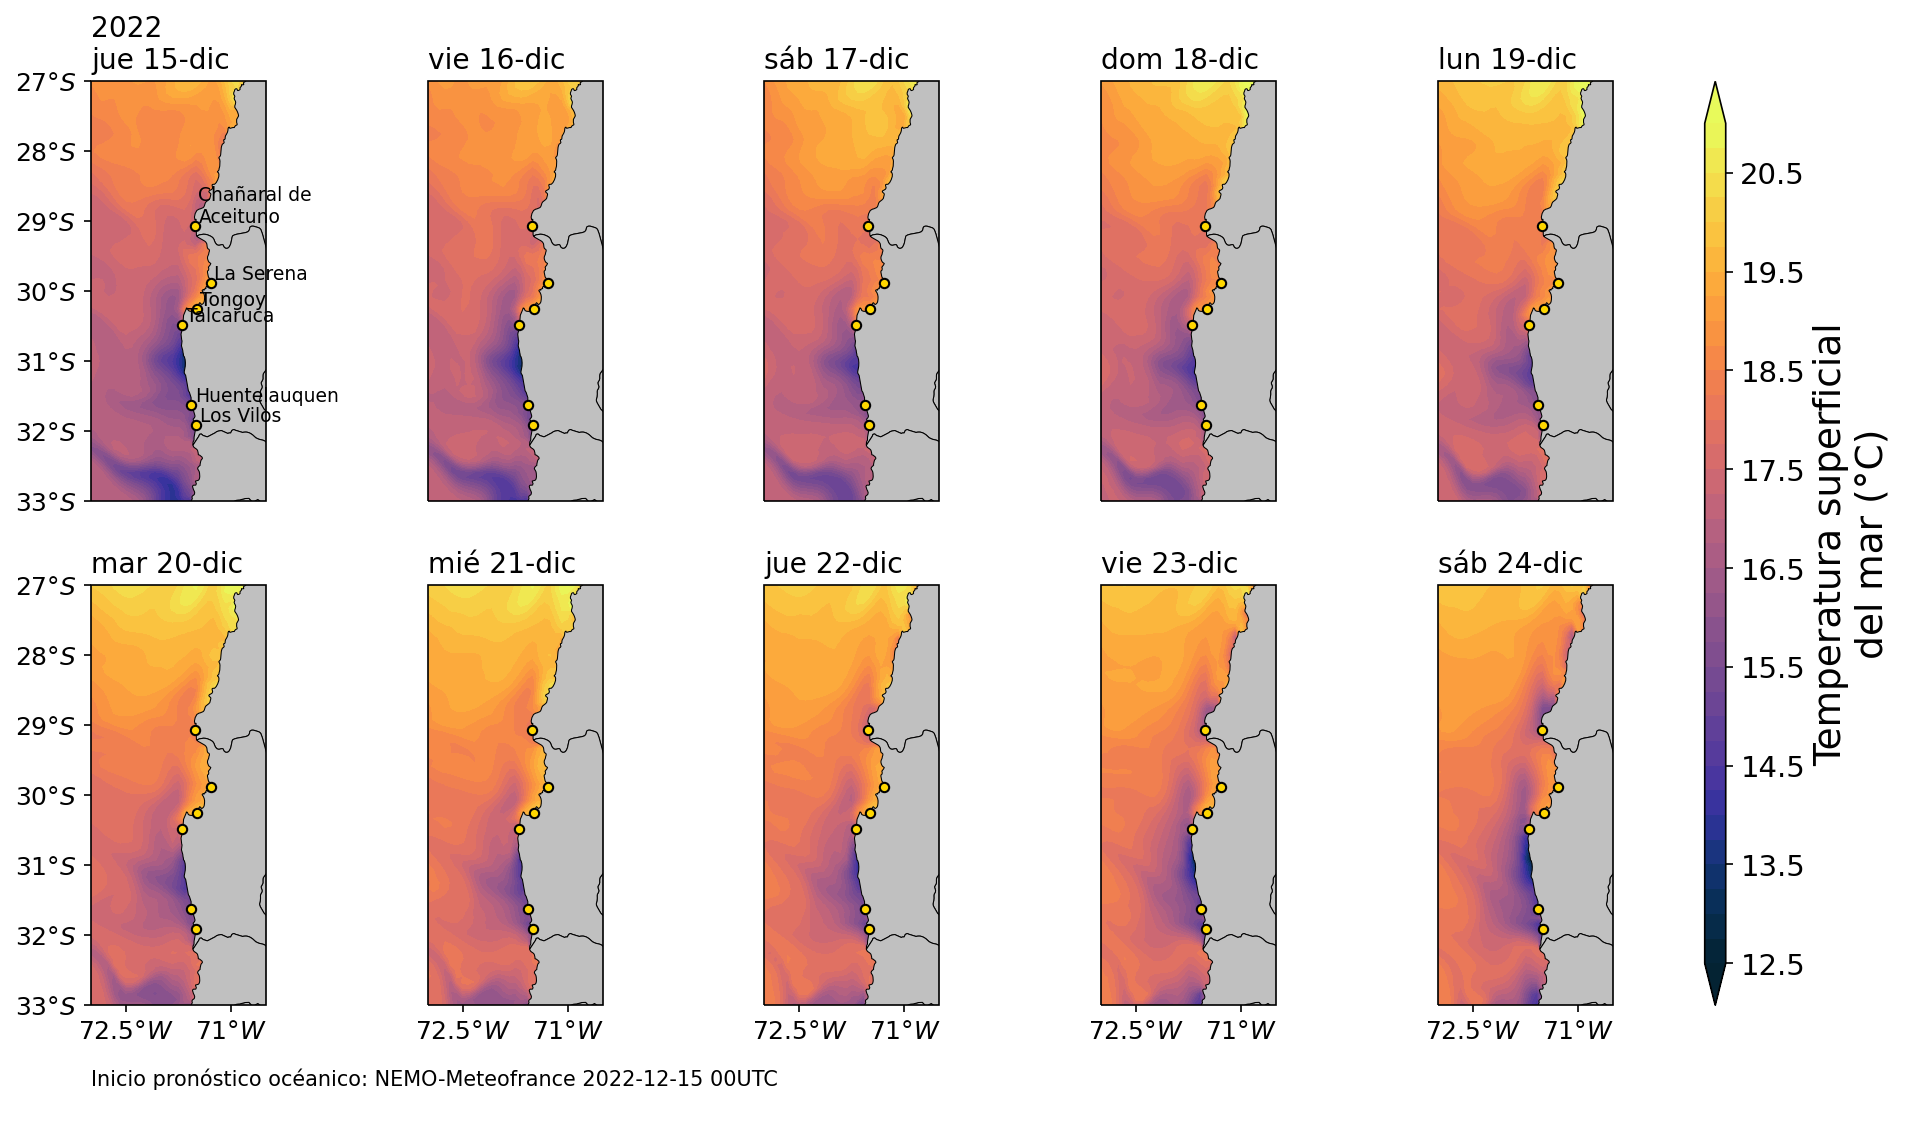 2022
jue 15-dic
vie 16-dic
sáb 17-dic
dom 18-dic
lun 19-dic
27°S
28°S
29°S
30°S
31°S
32°S
33°S
Chañaral de
Aceituno
La Serena
Tongoy
Talcaruca
Huentelauquen
Los Vilos
mar 20-dic
mié 21-dic
jue 22-dic
vie 23-dic
sáb 24-dic
27°S
28°S
29°S
30°S
31°S
32°S
33°S
72.5°W 71°W
72.5°W 71°W
72.5°W 71°W
72.5°W 71°W
72.5°W 71°W
20.5
19.5
18.5
17.5
16.5
15.5
14.5
13.5
12.5
Temperatura superficial
del mar (°C)
Inicio pronóstico océanico: NEMO-Meteofrance 2022-12-15 00UTC